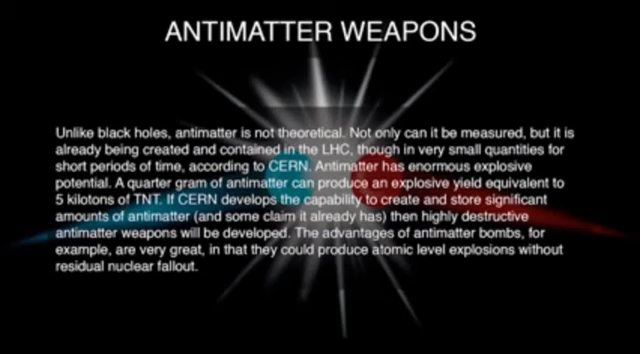 ANTIMATTER WEAPONS
Unlike black holes, antimatter is not theoretical. Not only can it be measured, but it is
already being created and contained in the LHC, though in very small quantities for
short periods of time, according to CERN. Antimatter has enormous explosive
potential. A quarter gram of antimatter can produce an explosive yield equivalent to
5 kilotons of TNT. If CERN develops the capability to create and store significant
amounts of antimatter (and some claim it already has) then highly destructive
antimatter weapons will be developed. The advantages of antimatter bombs, for
example, are very great, in that they could produce atomic level explosions without
residual nuclear fallout.